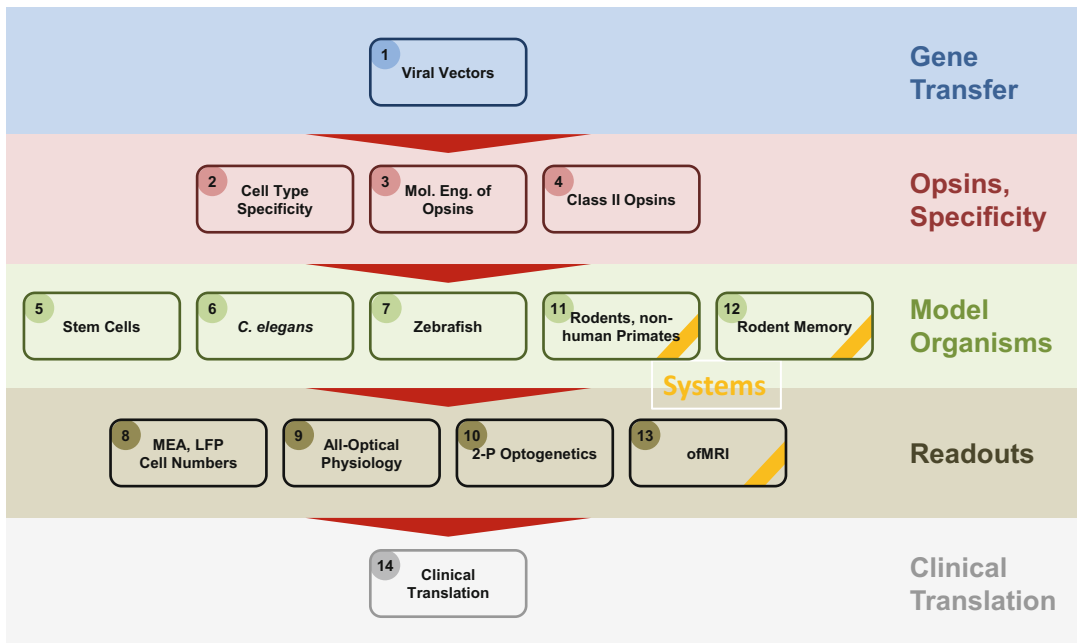 1
Viral Vectors
Gene
Transfer
2
Cell Type
Specificity
3
Mol. Eng. of
Opsins
4
Class II Opsins
Opsins,
Specificity
5
Stem Cells
6
C. elegans
7
Zebrafish
11
Rodents, non-
human Primates
12
Rodent Memory
Model
Organisms
Systems
8
MEA, LFP
Cell Numbers
9
All-Optical
Physiology
10
2-P Optogenetics
13
ofMRI
Readouts
14
Clinical
Translation
Clinical
Translation